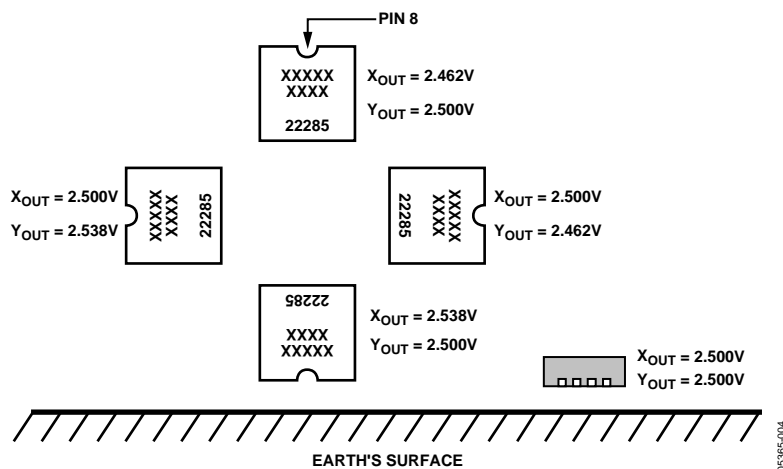 PIN 8
XXXXX
XXXX
22285
XOUT = 2.462V
YOUT = 2.500V
XOUT = 2.500V
YOUT = 2.538V
XXXXX
XXXX
22285
22285
XXXX
XXXXX
XOUT = 2.500V
YOUT = 2.462V
22285
XXXX
XXXXX
XOUT = 2.538V
YOUT = 2.500V
XOUT = 2.500V
YOUT = 2.500V
EARTH'S SURFACE
05365-004